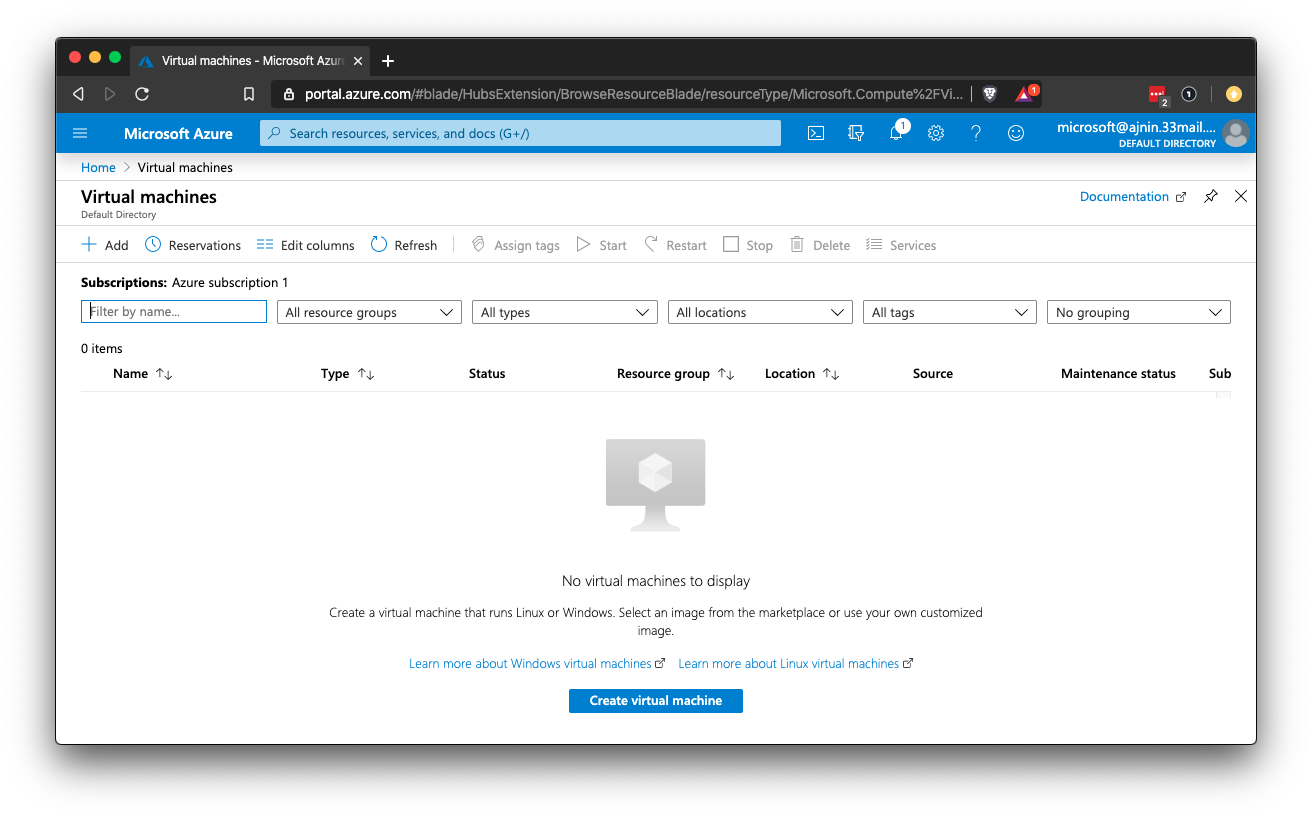 Virtual machines - Microsoft Azur
portal.azure.com/#blade/HubsExtension/BrowseResourceBlade/resourceType/Microsoft.Compute%2FVi... 1 2 1
Microsoft Azure Search resources, services, and docs (G+/) 1 ? microsoft@ajnin.33mail....
DEFAULT DIRECTORY
Home > Virtual machines
Virtual machines Documentation
Default Directory
Add Reservations Edit columns Refresh Assign tags Start Restart Stop Delete Services
Subscriptions: Azure subscription 1
Filter by name... All resource groups All types All locations All tags No grouping
0 items
Name Type Status Resource group Location Source Maintenance status Sub
No virtual machines to display
Create a virtual machine that runs Linux or Windows. Select an image from the marketplace or use your own customized
image.
Learn more about Windows virtual machines Learn more about Linux virtual machines
Create virtual machine